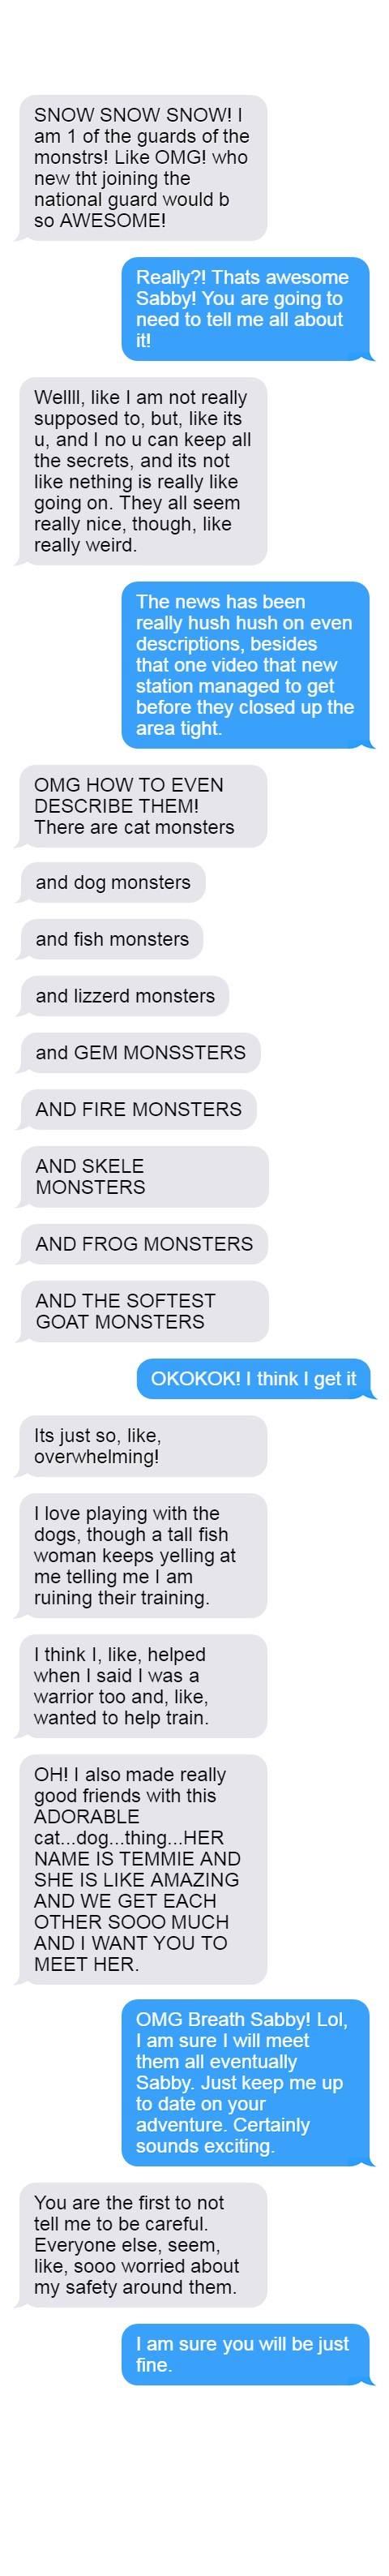 SNOW SNOW SNOW! I
am 1 of the guards of the
monstrs! Like OMG! who
new tht joining the
national guard would b
so AWESOME!
Really?! Thats awesome
Sabby! You are going to
need to tell me all about
it!
Wellll, like I am not really
supposed to, but, like its
u, and I no u can keep all
the secrets, and its not
like nething is really like
going on. They all seem
really nice, though, like
really weird.
The news has been
really hush hush on even
descriptions, besides
that one video that new
station managed to get
before they closed up the
area tight.
OMG HOW TO EVEN
DESCRIBE THEM!
There are cat monsters
and dog monsters
and fish monsters
and lizzerd monsters
and GEM MONSSTERS
AND FIRE MONSTERS
AND SKELE
MONSTERS
AND FROG MONSTERS
AND THE SOFTEST
GOAT MONSTERS
OKOKOK! I think I get it
Its just so, like,
overwhelming!
I love playing with the
dogs, though a tall fish
woman keeps yelling at
me telling me I am
ruining their training.
I think I, like, helped
when I said I was a
warrior too and, like,
wanted to help train.
OH! I also made really
good friends with this
ADORABLE
cat...dog...thing...HER
NAME IS TEMMIE AND
SHE IS LIKE AMAZING
AND WE GET EACH
OTHER SOOO MUCH
AND I WANT YOU TO
MEET HER.
OMG Breath Sabby! Lol,
I am sure I will meet
them all eventually
Sabby. Just keep me up
to date on your
adventure. Certainly
sounds exciting.
You are the first to not
tell me to be careful.
Everyone else, seem,
like, sooo worried about
my safety around them.
I am sure you will be just
fine.